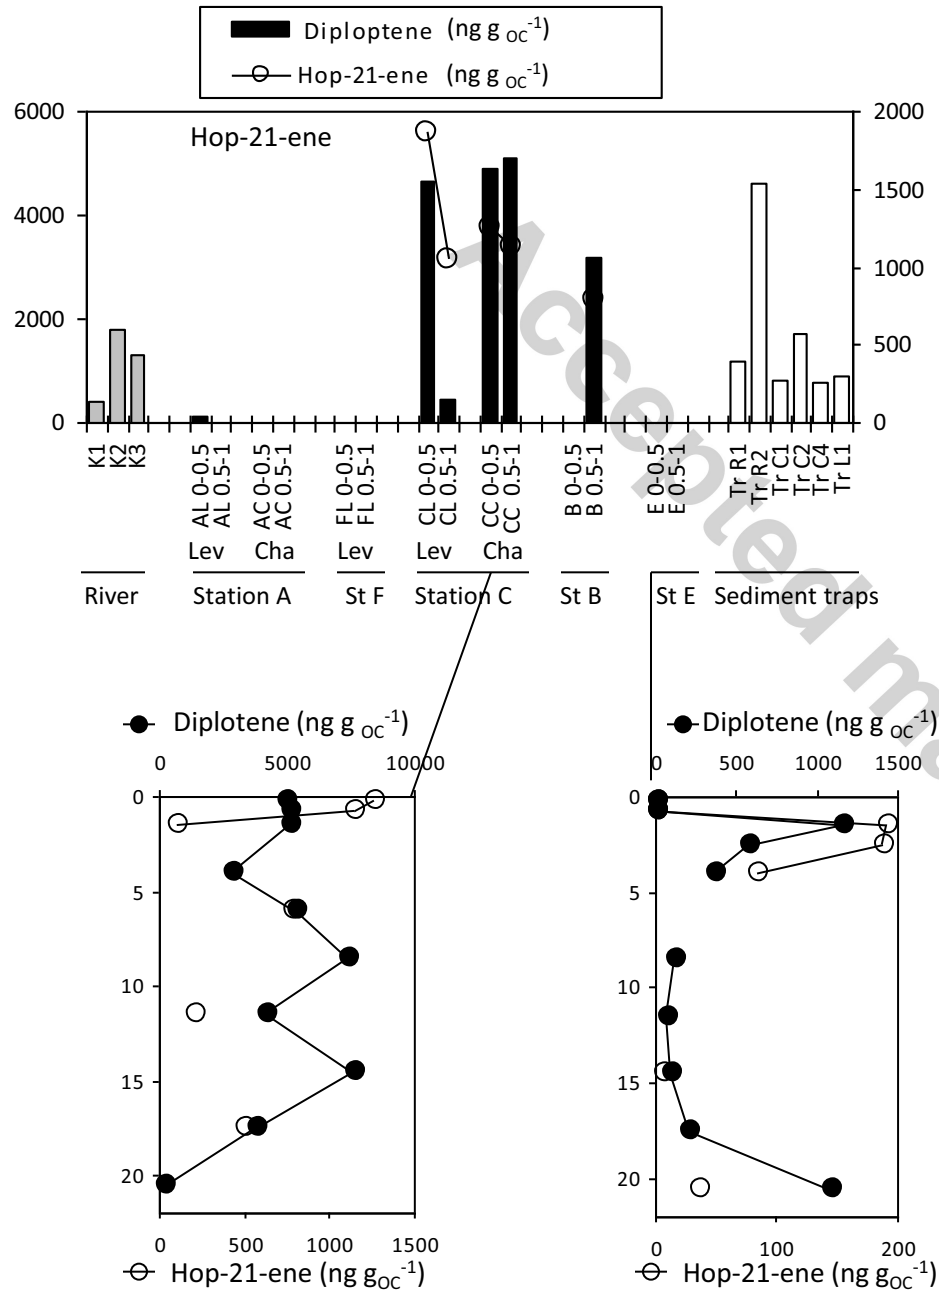 Diploptene (ng g OC-1)
Hop-21-ene (ng g OC-1)
6000
2000
Hop-21-ene
4000
1500
1000
2000
500
0
0
K1 K2 K3 AL 0-0.5 AL 0.5-1 AC 0-0.5 AC 0.5-1 FL 0-0.5 FL 0.5-1 CL 0-0.5 CL 0.5-1 CC 0-0.5 CC 0.5-1 B 0-0.5 B 0.5-1 E 0-0.5 E 0.5-1 Tr R1 Tr R2 Tr C1 Tr C2 Tr C4 Tr L1
Lev Cha Lev Lev Cha
River Station A St F Station C St B St E Sediment traps
Accepted ma
Diplotene (ng g OC-1)
0 5000 10000
0
5
10
15
20
0 500 1000 1500
Hop-21-ene (ng gOC-1)
Diplotene (ng g OC-1)
0 500 1000 1500
0
5
10
15
20
0 100 200
Hop-21-ene (ng gOC-1)